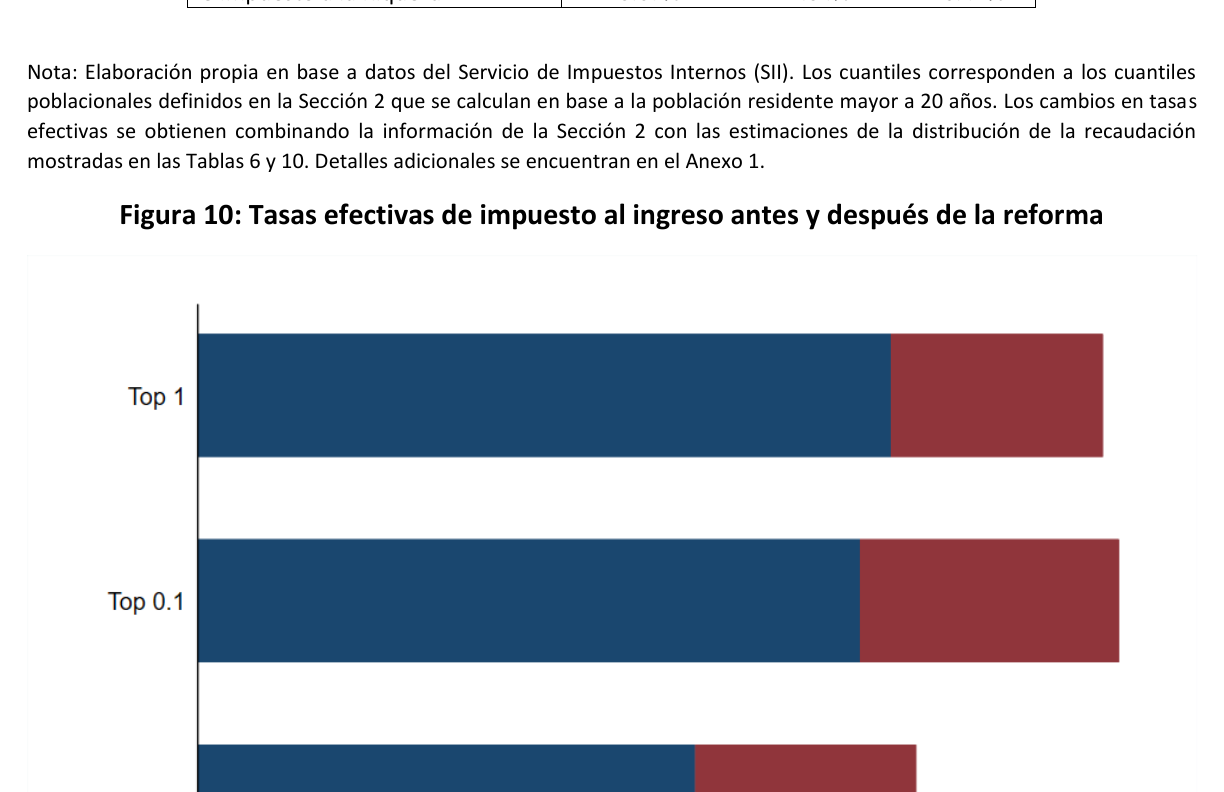 Nota: Elaboración propia en base a datos del Servicio de Impuestos Internos (SII). Los cuantiles corresponden a los cuantiles
poblacionales definidos en la Sección 2 que se calculan en base a la población residente mayor a 20 años. Los cambios en tasas
efectivas se obtienen combinando la información de la Sección 2 con las estimaciones de la distribución de la recaudación
mostradas en las Tablas 6 y 10. Detalles adicionales se encuentran en el Anexo 1.
Figura 10: Tasas efectivas de impuesto al ingreso antes y después de la reforma
Top 1
Top 0.1